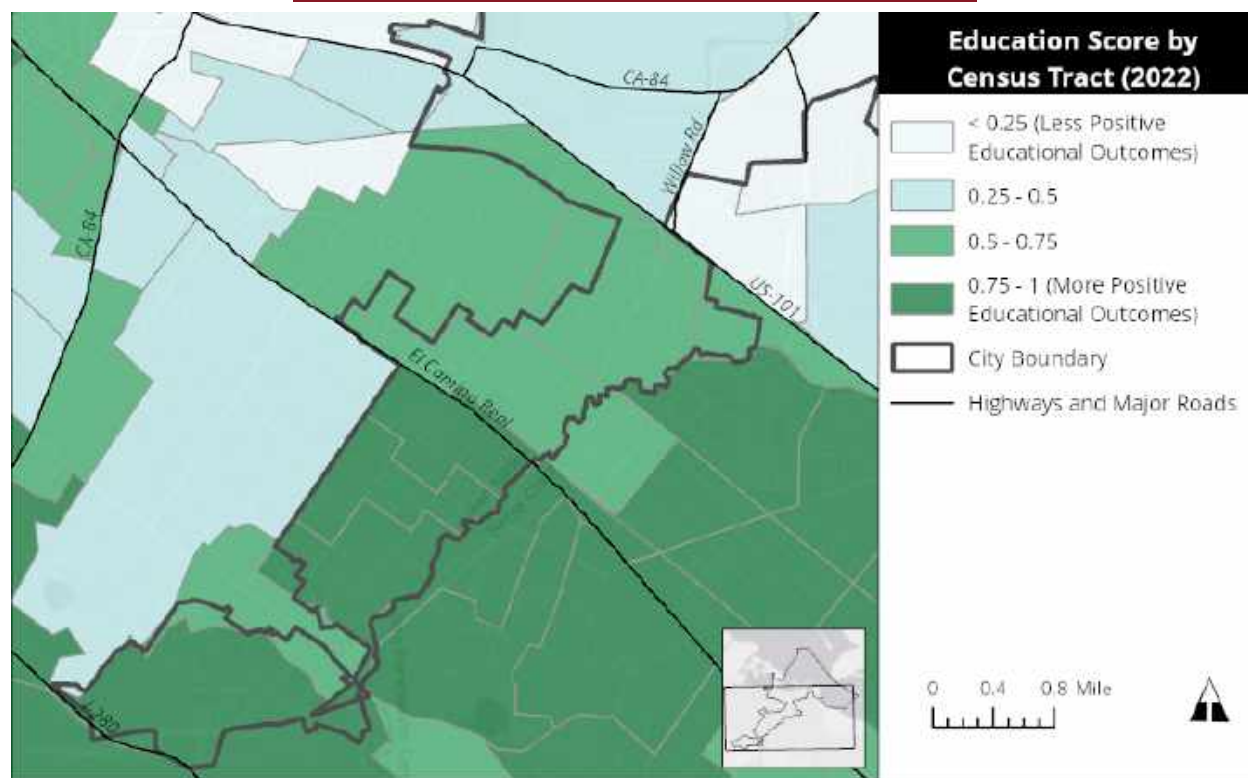 Education Score by
Census Tract (2022)
< 0.25 (Less Positive
Educational Outcomes)
0.25 - 0.5
0.5 - 0.75
0.75 - 1 (More Positive
Educational Outcomes)
City Boundary
Highways and Major Roads
0 0.4 0.8 Mile
CA-84
Willow Rd
CA-84
US-101
El Camino Real
I-280